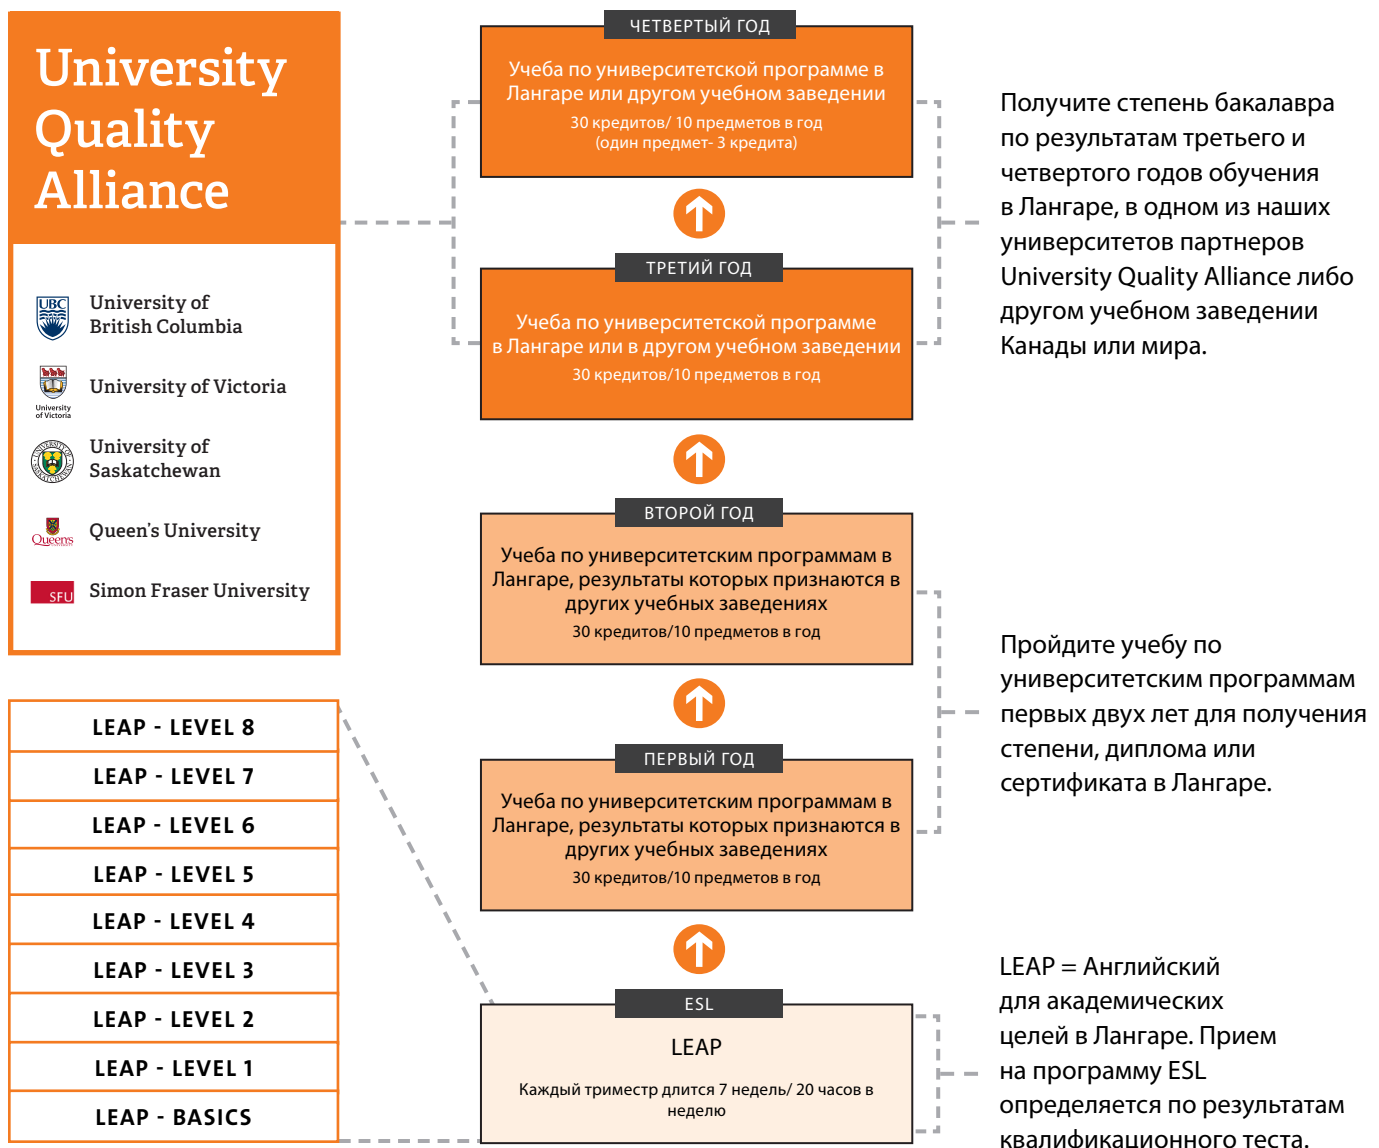 University
Quality
Alliance
UBC
University of
British Columbia
University
of Victoria
University of Victoria
University of
Saskatchewan
Queen's
Queen's University
SFU
Simon Fraser University
LEAP - LEVEL 8
LEAP - LEVEL 7
LEAP - LEVEL 6
LEAP - LEVEL 5
LEAP - LEVEL 4
LEAP - LEVEL 3
LEAP - LEVEL 2
LEAP - LEVEL 1
LEAP - BASICS
ЧЕТВЕРТЫЙ ГОД
Учеба по университетской программе в
Лангаре или другом учебном заведении
30 кредитов/ 10 предметов в год
(один предмет- 3 кредита)
ТРЕТИЙ ГОД
Учеба по университетской программе
в Лангаре или в другом учебном заведении
30 кредитов/10 предметов в год
ВТОРОЙ ГОД
Учеба по университетским программам в
Лангаре, результаты которых признаются в
других учебных заведениях
30 кредитов/10 предметов в год
ПЕРВЫЙ ГОД
Учеба по университетским программам в
Лангаре, результаты которых признаются в
других учебных заведениях
30 кредитов/10 предметов в год
ESL
LEAP
Каждый триместр длится 7 недель/ 20 часов в
неделю
Получите степень бакалавра
по результатам третьего и
четвертого годов обучения
в Лангаре, в одном из наших
университетов партнеров
University Quality Alliance либо
другом учебном заведении
Канады или мира.
Пройдите учебу по
университетским программам
первых двух лет для получения
степени, диплома или
сертификата в Лангаре.
LEAP = Английский
для академических
целей в Лангаре. Прием
на программу ESL
определяется по результатам
квалификационного теста.